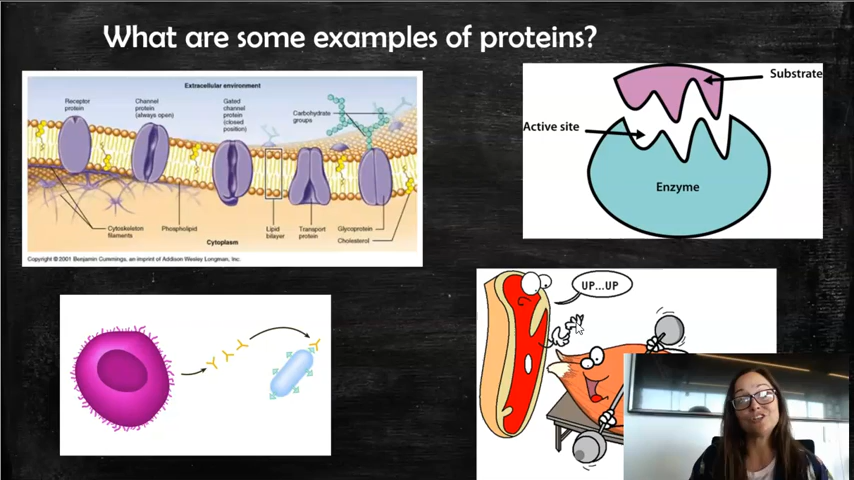 What are some examples of proteins?
Extracellular environment
Receptor
protein
Channel
protein
(always open)
Gated
channel
protein
(closed
position)
Carbohydrate
groups
Cytoskeleton
filaments
Phospholipid
Cytoplasm
Lipid
bilayer
Transport
protein
Glycoprotein
Cholesterol
Copyright © 2001 Benjamin Cummings, an imprint of Addison Wesley Longman, Inc.
Substrate
Active site
Enzyme
UP...UP